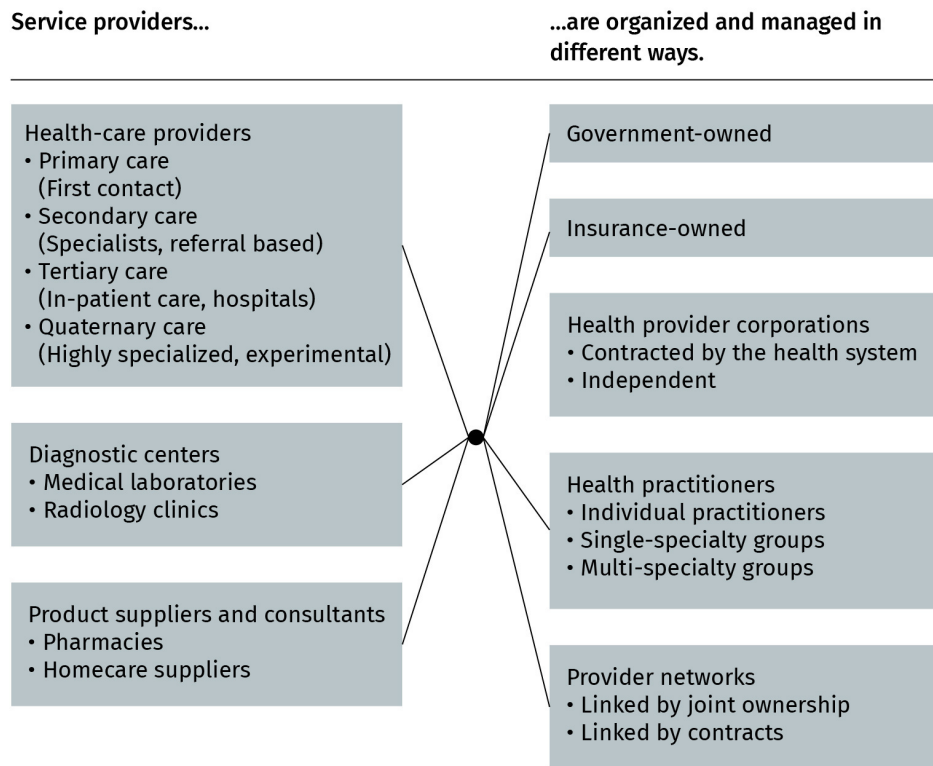 Service providers...
...are organized and managed in
different ways.
Health-care providers
• Primary care
(First contact)
• Secondary care
(Specialists, referral based)
• Tertiary care
(In-patient care, hospitals)
• Quaternary care
(Highly specialized, experimental)
Diagnostic centers
• Medical laboratories
• Radiology clinics
Product suppliers and consultants
• Pharmacies
• Homecare suppliers
Government-owned
Insurance-owned
Health provider corporations
• Contracted by the health system
• Independent
Health practitioners
• Individual practitioners
• Single-specialty groups
• Multi-specialty groups
Provider networks
• Linked by joint ownership
• Linked by contracts